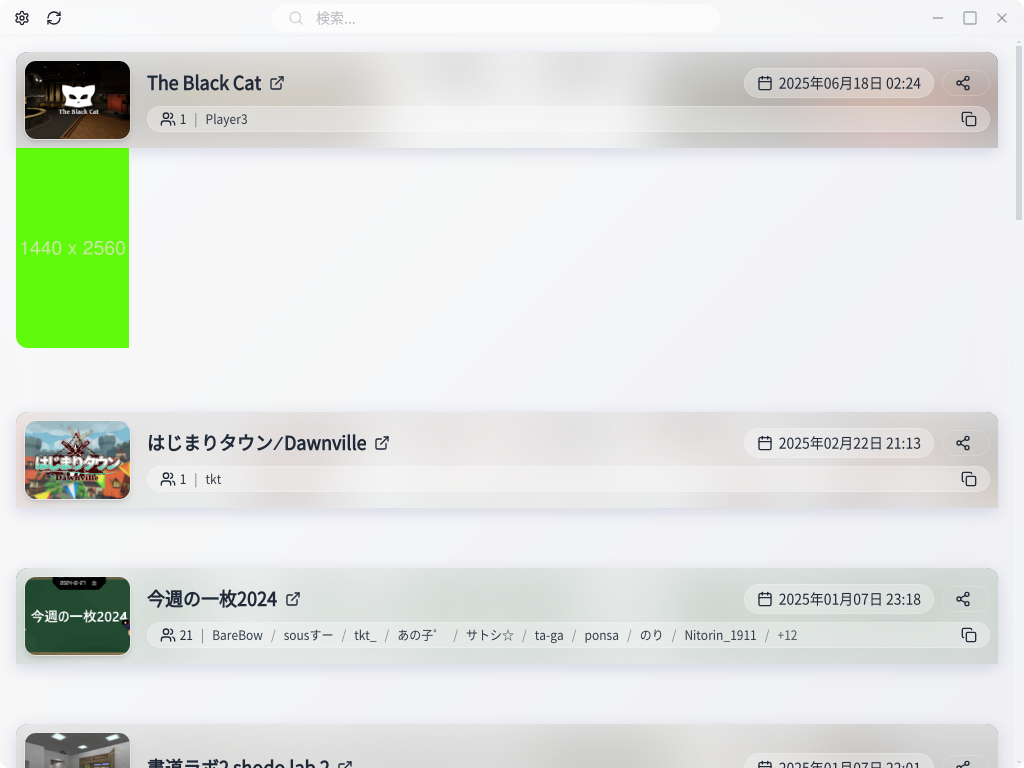 検索...
The Black Cat
2025年06月18日 02:24
The Black Cat
1 | Player3
1440 x 2560
はじまりタウン/Dawnville
2025年02月22日 21:13
はじまりタウン
Dawnville
1 | tkt
今週の一枚2024
2025年01月07日 23:18
2024-12-27 金
今週の一枚2024
21 | BareBow / sousすー / tkt_ / あの子゜ / サトシ☆ / ta-ga / ponsa / のり / Nitorin_1911 / +12
書道ラボ2 shodo lab 2
2025年01月07日 22:01